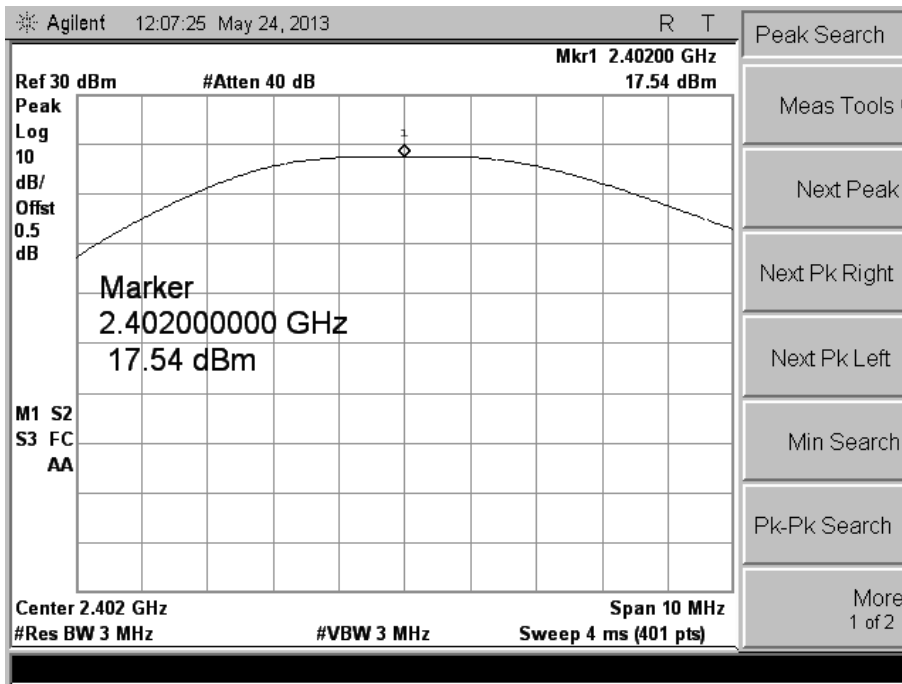 Agilent 12:07:25 May 24, 2013 R T
Peak Search
Mkr1 2.40200 GHz
Ref 30 dBm #Atten 40 dB 17.54 dBm
Peak
Log
10
dB/
Offst
0.5
dB
1
Marker
2.402000000 GHz
17.54 dBm
M1 S2
S3 FC
AA
Center 2.402 GHz Span 10 MHz
#Res BW 3 MHz #VBW 3 MHz Sweep 4 ms (401 pts)
Meas Tools
Next Peak
Next Pk Right
Next Pk Left
Min Search
Pk-Pk Search
More
1 of 2